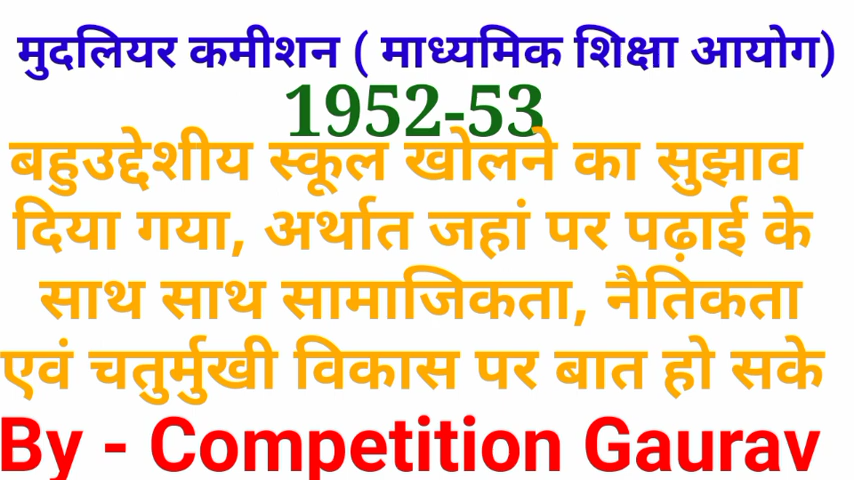 मुदलियर कमीशन ( माध्यमिक शिक्षा आयोग)
1952-53
बहुउद्देशीय स्कूल खोलने का सुझाव
दिया गया, अर्थात जहां पर पढ़ाई के
साथ साथ सामाजिकता, नैतिकता
एवं चतुर्मुखी विकास पर बात हो सके
By - Competition Gaurav